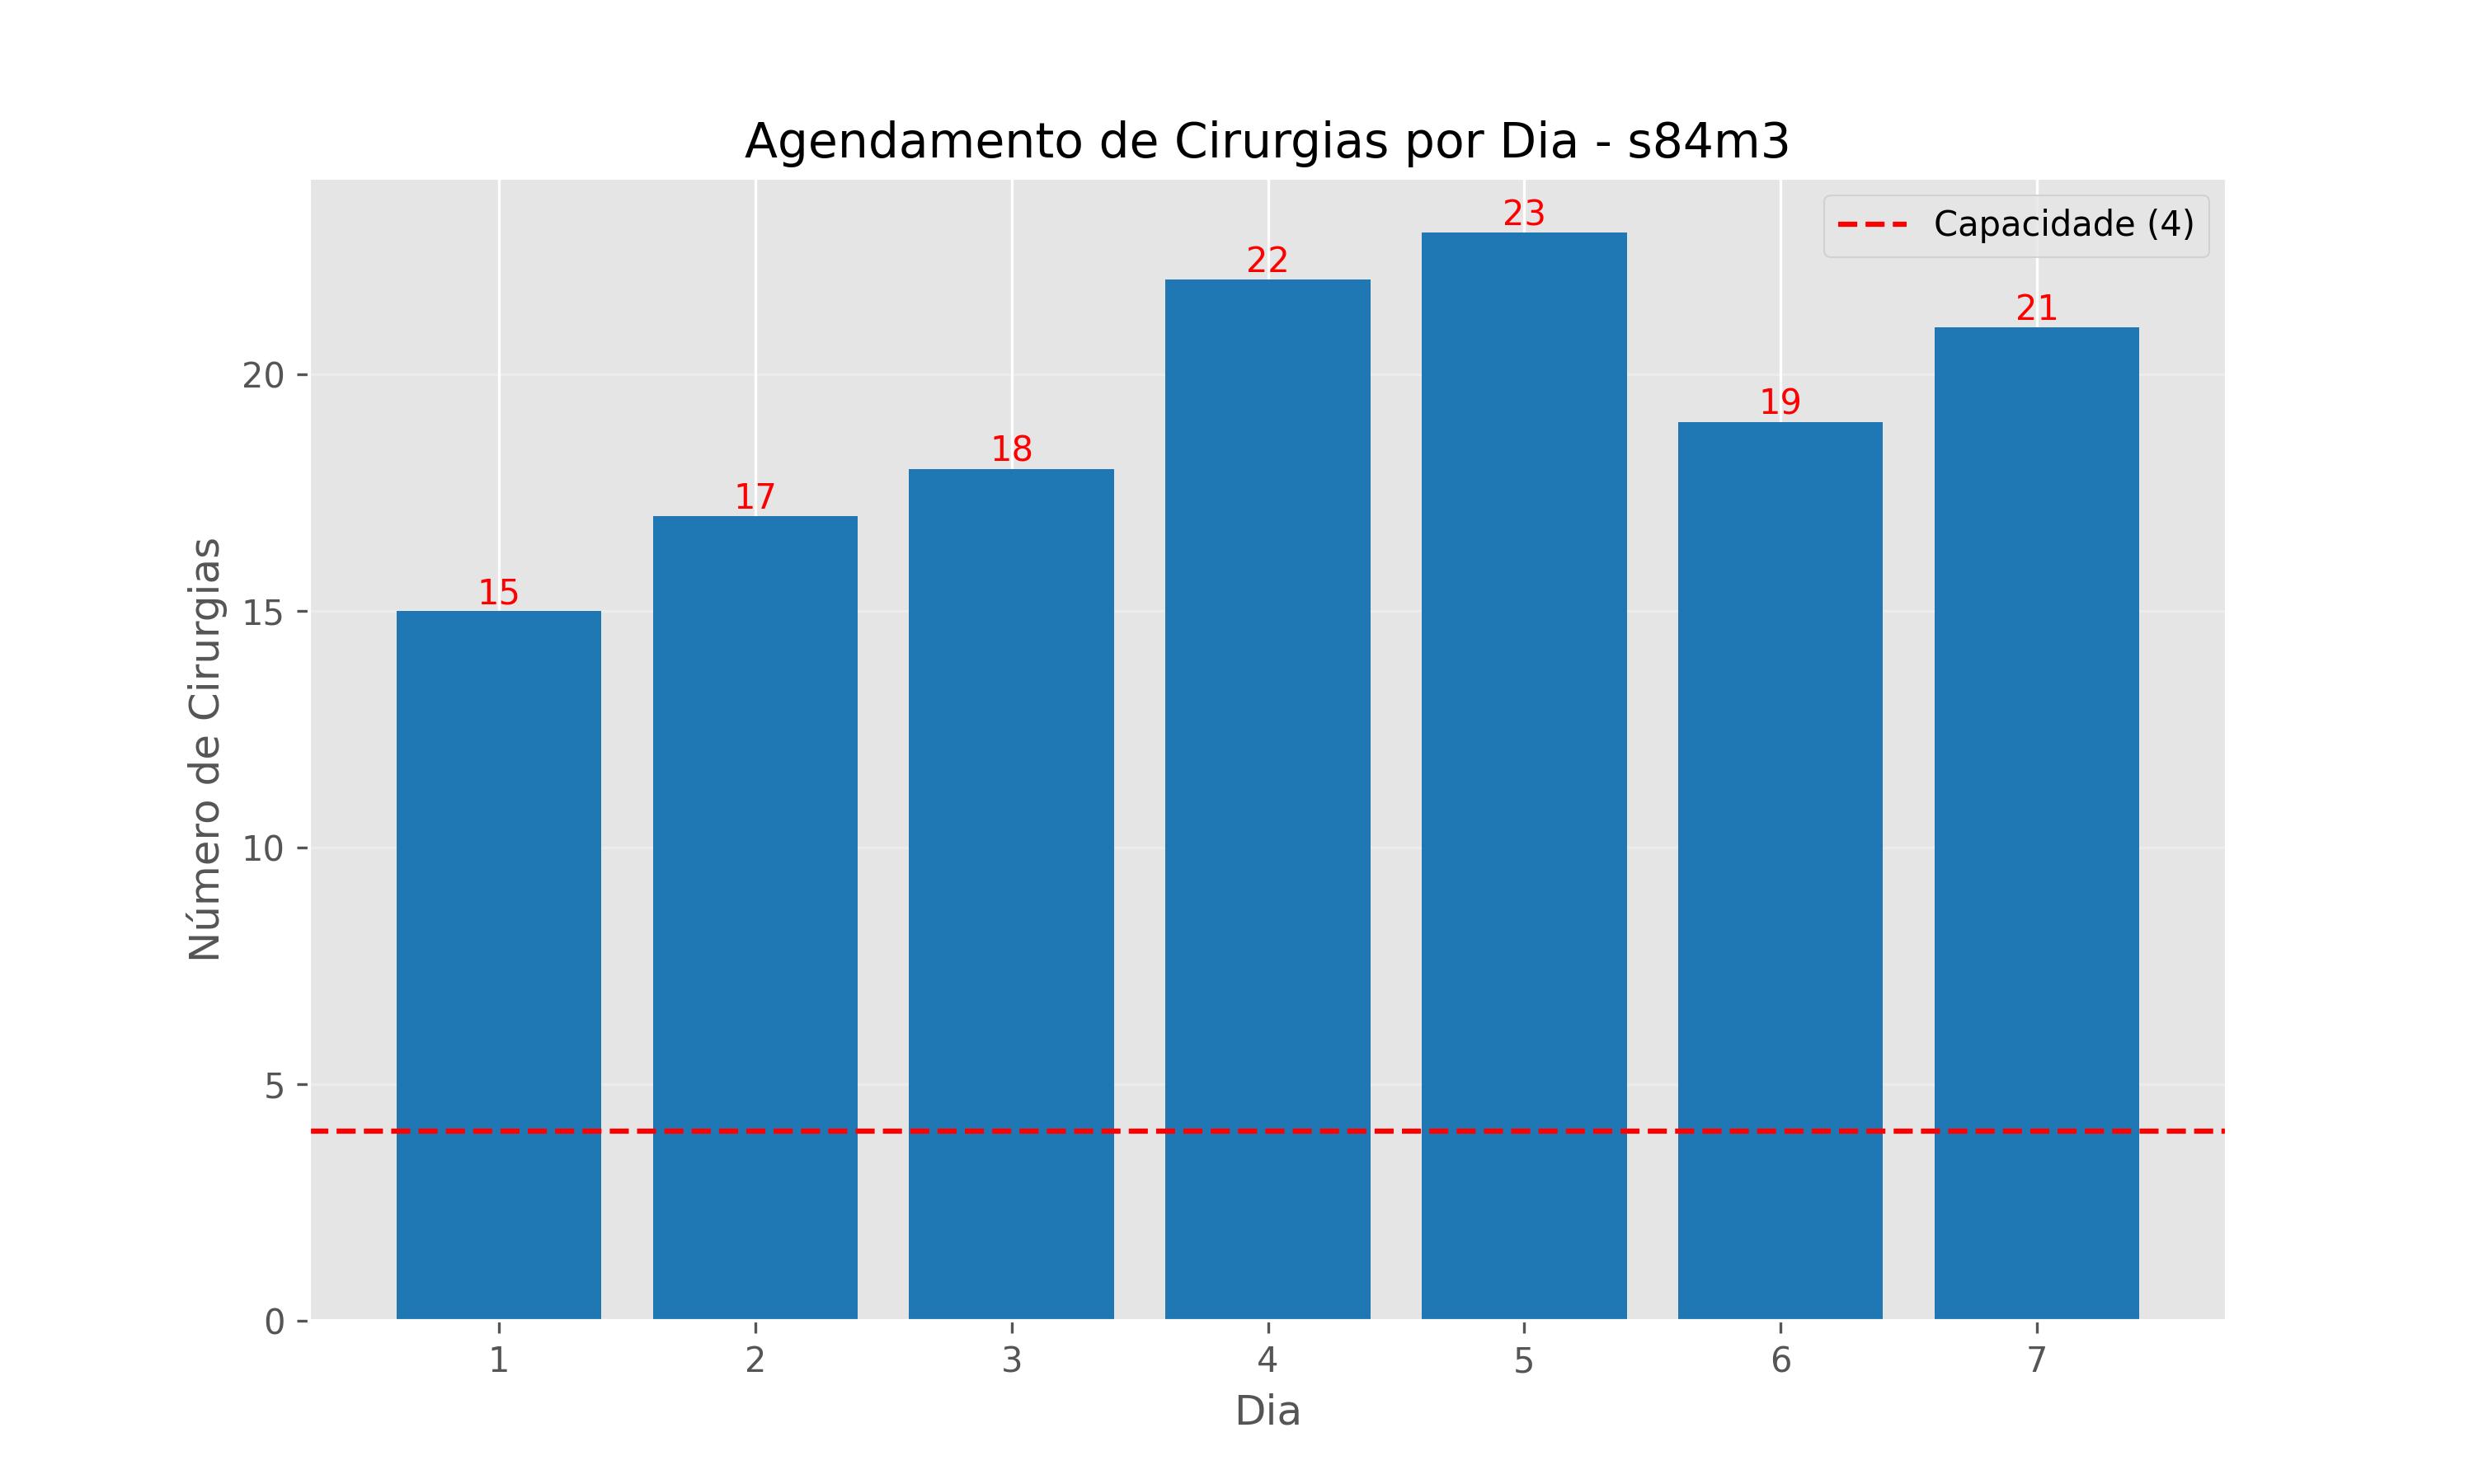 Agendamento de Cirurgias por Dia - s84m3
Capacidade (4)
23
22
21
19
18
17
15
Número de Cirurgias
20
15
10
5
0
1 2 3 4 5 6 7
Dia